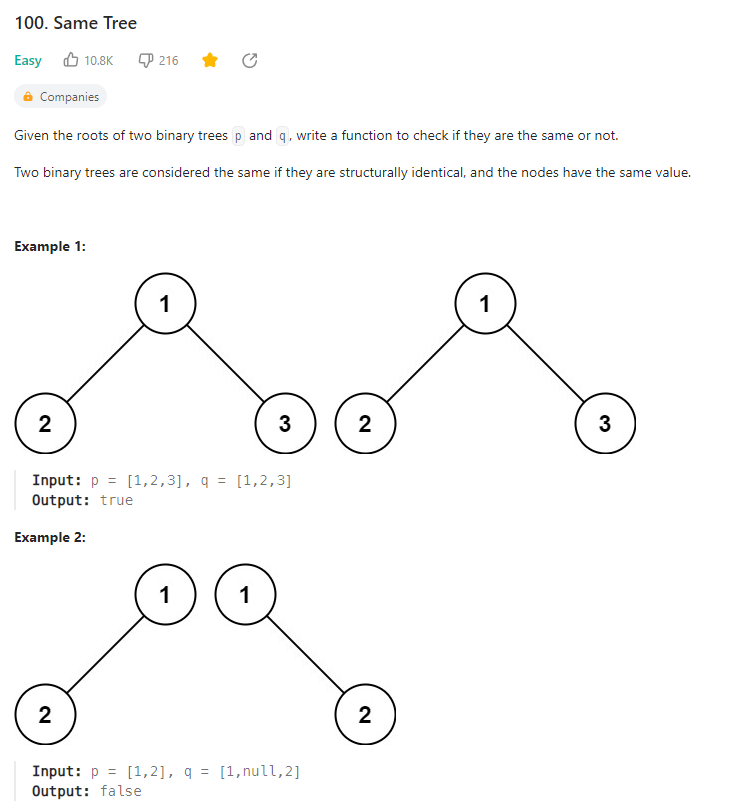 100. Same Tree
Easy 10.8K 216
Companies
Given the roots of two binary trees p and q, write a function to check if they are the same or not.
Two binary trees are considered the same if they are structurally identical, and the nodes have the same value.
Example 1:
1 1
2 3 2 3
Input: p = [1,2,3], q = [1,2,3]
Output: true
Example 2:
1 1
2 2
Input: p = [1,2], q = [1,null,2]
Output: false